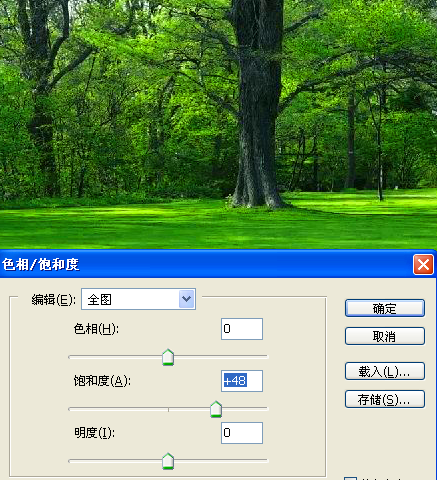 色相/饱和度
编辑(E): 全图
色相(H): 0
饱和度(A): +48
明度(I): 0
确定
取消
载入(L)...
存储(S)...